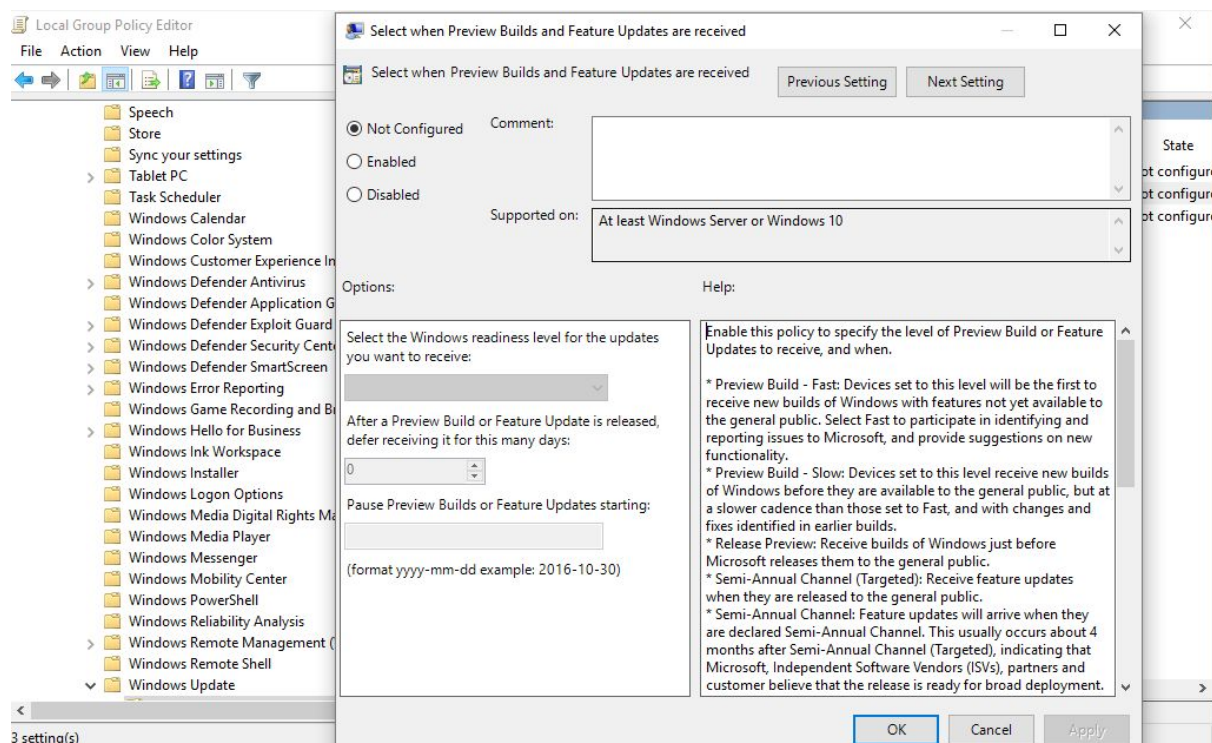 Local Group Policy Editor
File Action View Help
Speech
Store
Sync your settings
Tablet PC
Task Scheduler
Windows Calendar
Windows Color System
Windows Customer Experience In
Windows Defender Antivirus
Windows Defender Application G
Windows Defender Exploit Guard
Windows Defender Security Cent
Windows Defender SmartScreen
Windows Error Reporting
Windows Game Recording and B
Windows Hello for Business
Windows Ink Workspace
Windows Installer
Windows Logon Options
Windows Media Digital Rights Ma
Windows Media Player
Windows Messenger
Windows Mobility Center
Windows PowerShell
Windows Reliability Analysis
Windows Remote Management (
Windows Remote Shell
Windows Update
3 setting(s)
Select when Preview Builds and Feature Updates are received
Select when Preview Builds and Feature Updates are received
Previous Setting
Next Setting
Not Configured
Enabled
Disabled
Comment:
Supported on:
At least Windows Server or Windows 10
Options:
Select the Windows readiness level for the updates
you want to receive:
After a Preview Build or Feature Update is released,
defer receiving it for this many days:
0
Pause Preview Builds or Feature Updates starting:
(format yyyy-mm-dd example: 2016-10-30)
Help:
Enable this policy to specify the level of Preview Build or Feature
Updates to receive, and when.
* Preview Build - Fast: Devices set to this level will be the first to
receive new builds of Windows with features not yet available to
the general public. Select Fast to participate in identifying and
reporting issues to Microsoft, and provide suggestions on new
functionality.
* Preview Build - Slow: Devices set to this level receive new builds
of Windows before they are available to the general public, but at
a slower cadence than those set to Fast, and with changes and
fixes identified in earlier builds.
* Release Preview: Receive builds of Windows just before
Microsoft releases them to the general public.
* Semi-Annual Channel (Targeted): Receive feature updates
when they are released to the general public.
* Semi-Annual Channel: Feature updates will arrive when they
are declared Semi-Annual Channel. This usually occurs about 4
months after Semi-Annual Channel (Targeted), indicating that
Microsoft, Independent Software Vendors (ISVs), partners and
customer believe that the release is ready for broad deployment.
OK
Cancel
Apply
State
ot configur
ot configur
ot configur